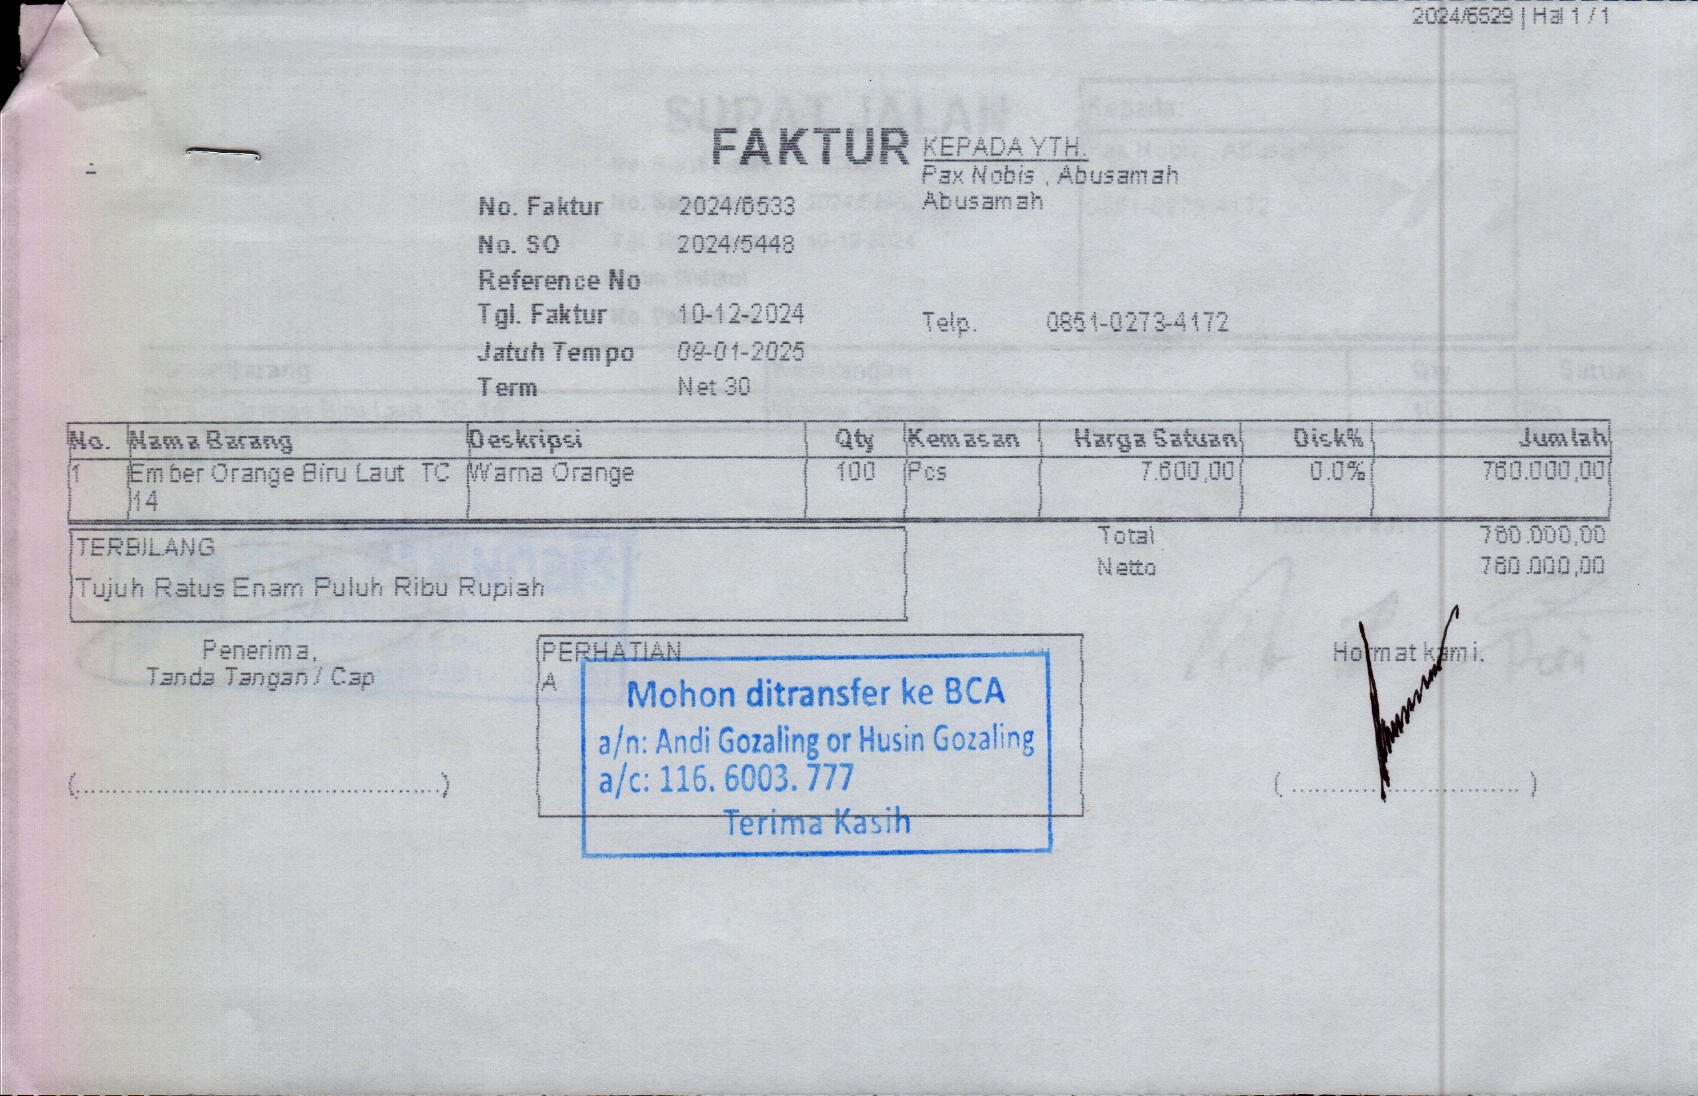 2024/6529 | Hal 1 / 1
FAKTUR
KEPADA YTH.
Pax Nobis , Abusamah
Abusamah
No. Faktur 2024/6533
No. SO 2024/5448
Reference No
Tgl. Faktur 10-12-2024
Telp. 0851-0273-4172
Jatuh Tempo 09-01-2025
Term Net 30
No. Nama Barang Deskripsi Qty Kemasan Harga Satuan Disk% Jumlah
1 Ember Orange Biru Laut TC Warna Orange 100 Pcs 7.600,00 0.0% 760.000,00
14
TERBILANG
Total 760.000,00
Netto 760.000,00
Tujuh Ratus Enam Puluh Ribu Rupiah
Penerima,
Tanda Tangan / Cap
PERHATIAN
A
Hormat kami.
Mohon ditransfer ke BCA
a/n: Andi Gozaling or Husin Gozaling
a/c: 116. 6003. 777
Terima Kasih
SURAT JALAN
Kepada: